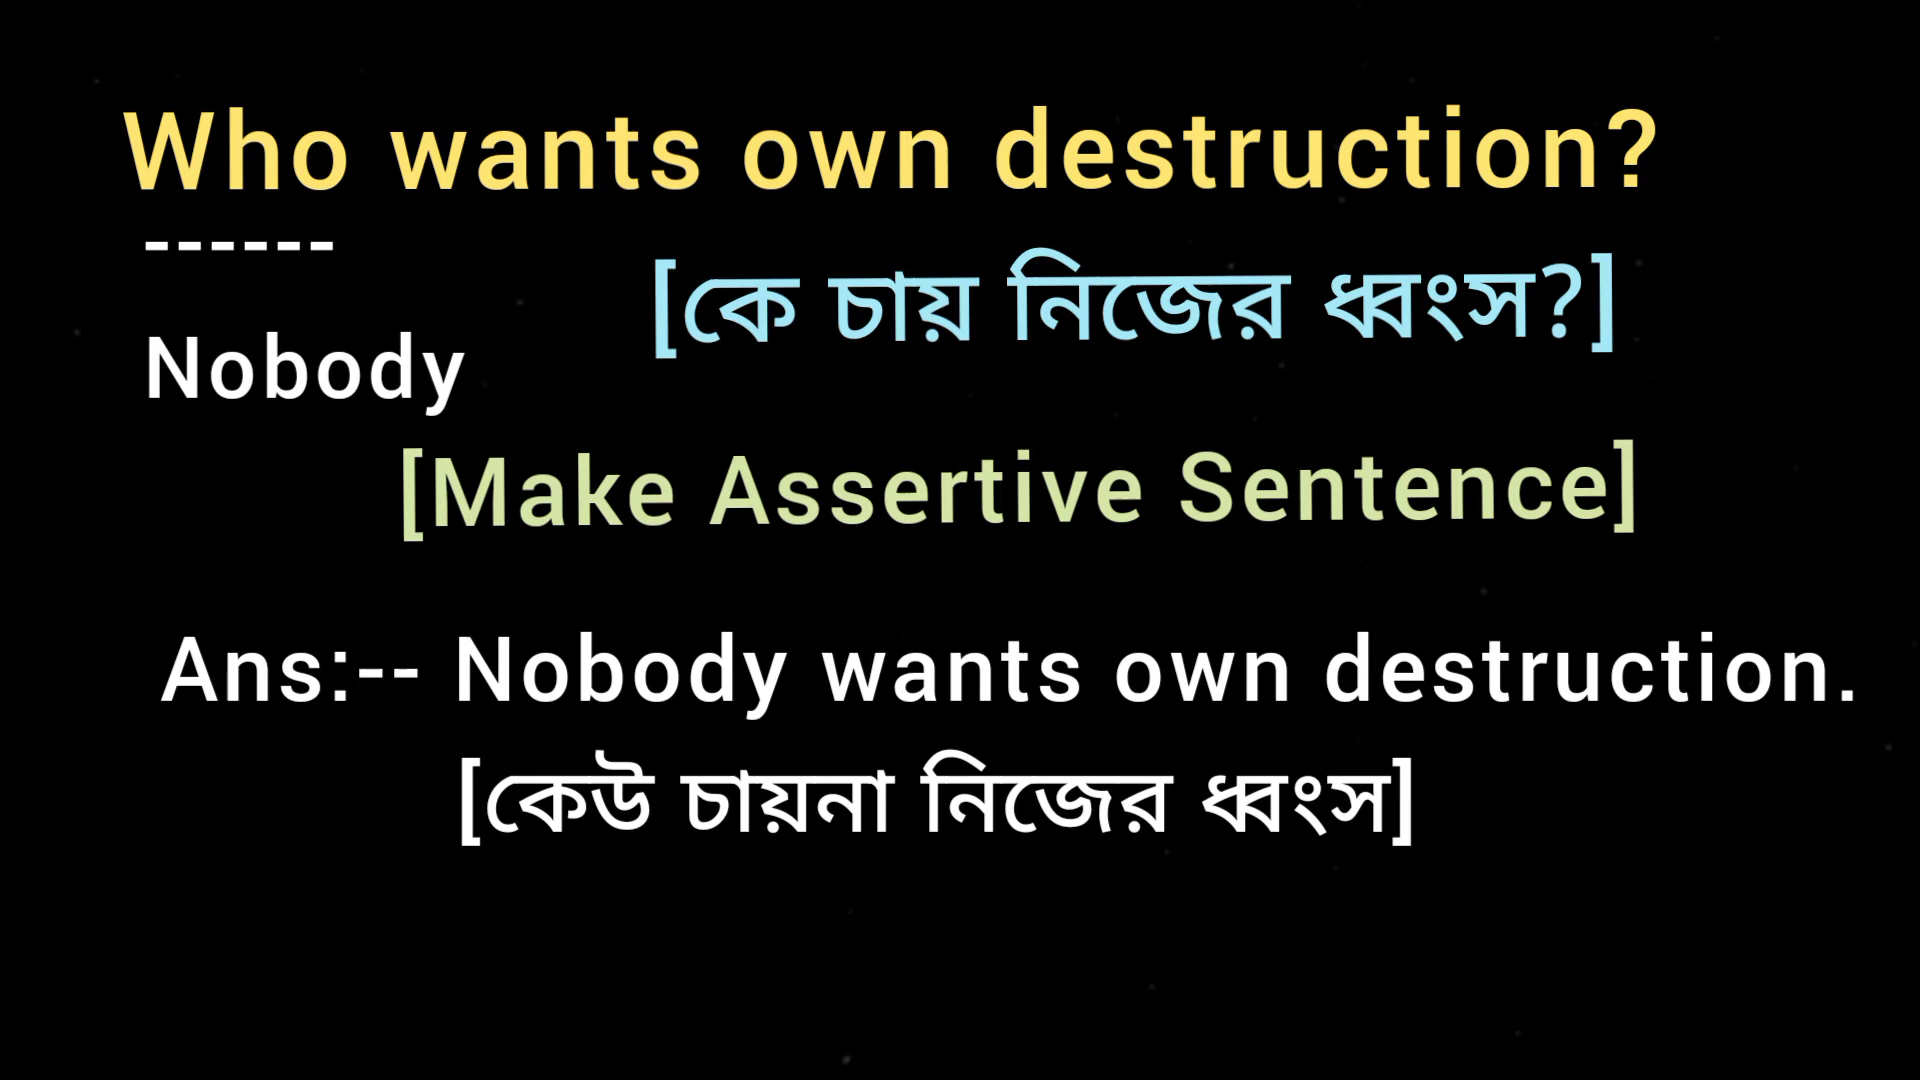 Who wants own destruction?
------
[কে চায় নিজের ধ্বংস?]
Nobody
[Make Assertive Sentence]
Ans:-- Nobody wants own destruction.
[কেউ চায়না নিজের ধ্বংস]